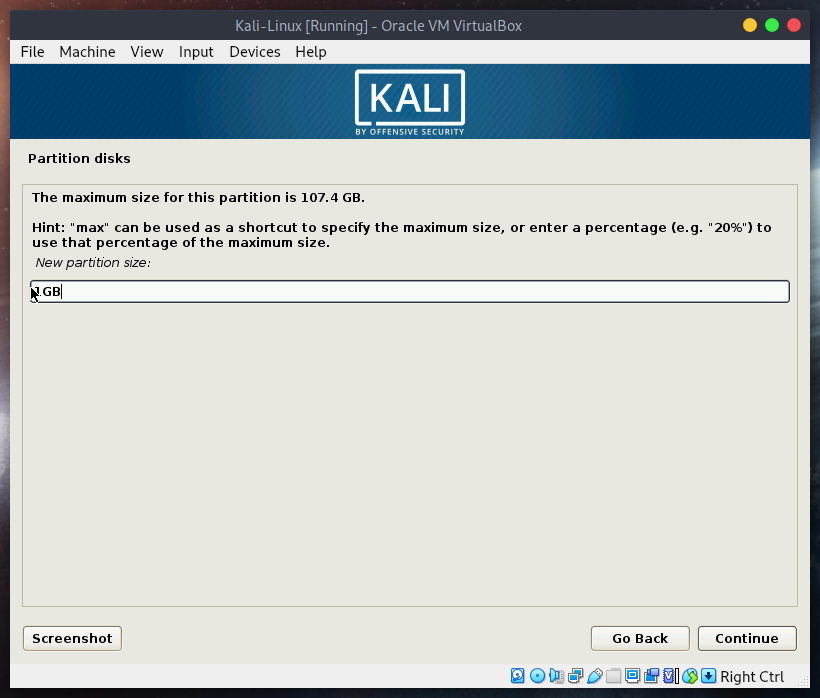 Kali-Linux [Running] - Oracle VM VirtualBox
File Machine View Input Devices Help
KALI
BY OFFENSIVE SECURITY
Partition disks
The maximum size for this partition is 107.4 GB.
Hint: "max" can be used as a shortcut to specify the maximum size, or enter a percentage (e.g. "20%") to
use that percentage of the maximum size.
New partition size:
1GB
Screenshot Go Back Continue
Right Ctrl